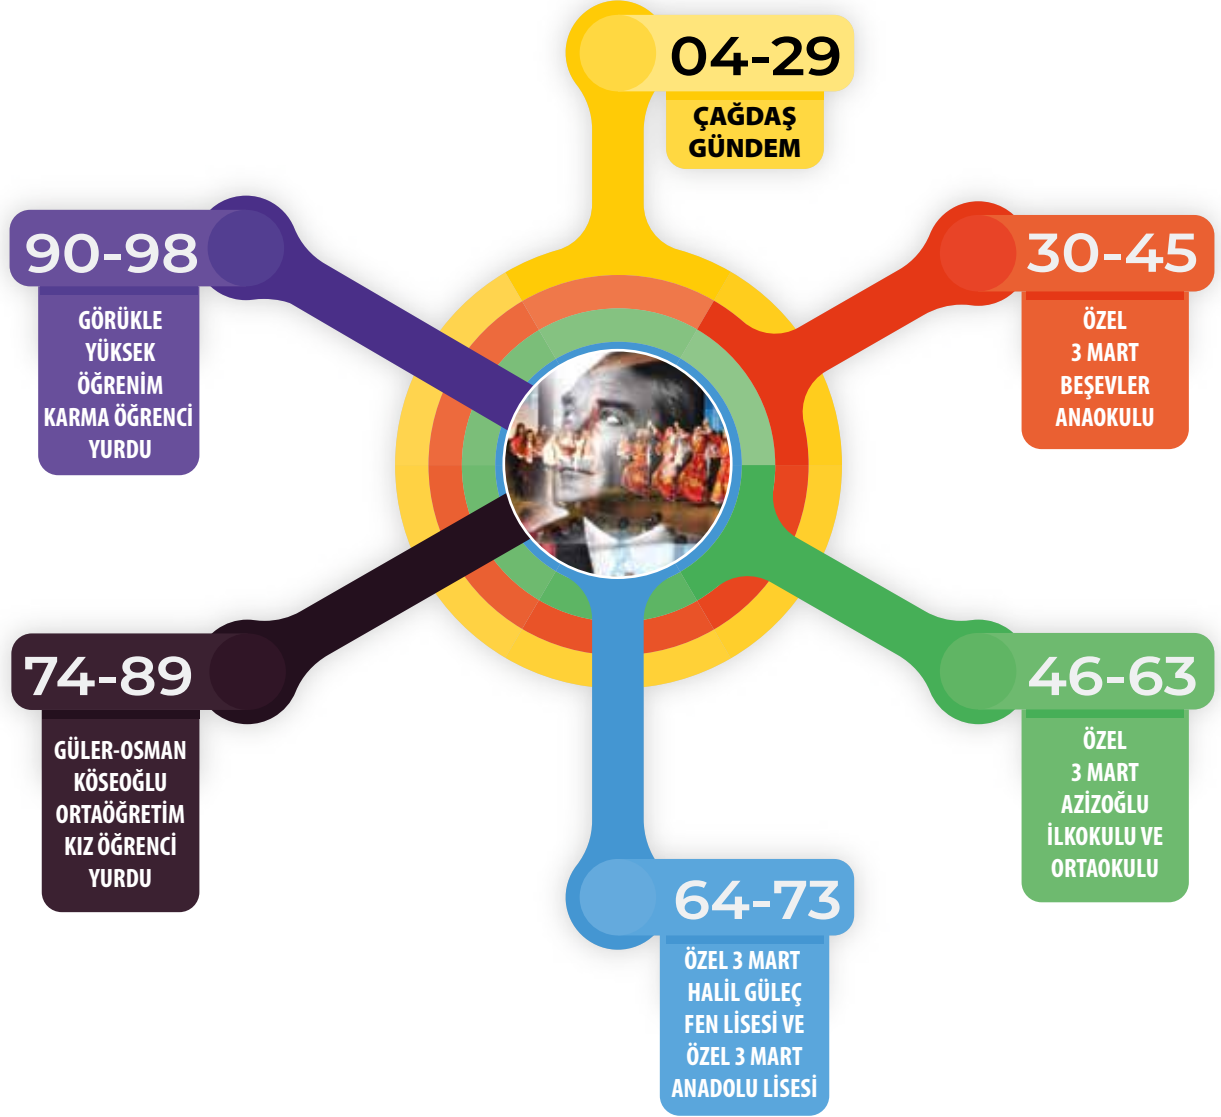 04-29
ÇAĞDAŞ
GÜNDEM
30-45
ÖZEL
3 MART
BEŞEVLER
ANAOKULU
46-63
ÖZEL
3 MART
AZİZOĞLU
İLKOKULU VE
ORTAOKULU
64-73
ÖZEL 3 MART
HALİL GÜLEÇ
FEN LİSESİ VE
ÖZEL 3 MART
ANADOLU LİSESİ
74-89
GÜLER-OSMAN
KÖSEOĞLU
ORTAÖĞRETİM
KIZ ÖĞRENCİ
YURDU
90-98
GÖRÜKLE
YÜKSEK
ÖĞRENİM
KARMA ÖĞRENCİ
YURDU